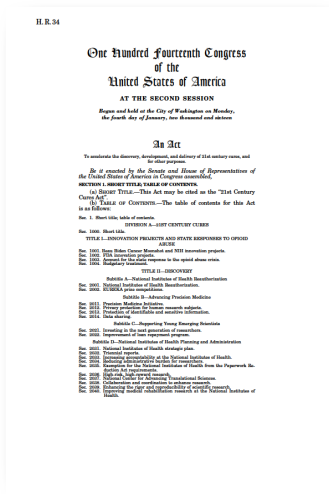 H. R. 34
One Hundred Fourteenth Congress
of the
United States of America
AT THE SECOND SESSION
Begun and held at the City of Washington on Monday,
the fourth day of January, two thousand and sixteen
An Act
To accelerate the discovery, development, and delivery of 21st century cures, and
for other purposes.
Be it enacted by the Senate and House of Representatives of
the United States of America in Congress assembled,
SECTION 1. SHORT TITLE; TABLE OF CONTENTS.
(a) SHORT TITLE.—This Act may be cited as the "21st Century
Cures Act".
(b) TABLE OF CONTENTS.—The table of contents for this Act
is as follows:
Sec. 1. Short title; table of contents.
DIVISION A—21ST CENTURY CURES
Sec. 1000. Short title.
TITLE I—INNOVATION PROJECTS AND STATE RESPONSES TO OPIOID
ABUSE
Sec. 1001. Beau Biden Cancer Moonshot and NIH innovation projects.
Sec. 1002. FDA innovation projects.
Sec. 1003. Account for the state response to the opioid abuse crisis.
Sec. 1004. Budgetary treatment.
TITLE II—DISCOVERY
Subtitle A—National Institutes of Health Reauthorization
Sec. 2001. National Institutes of Health Reauthorization.
Sec. 2002. EUREKA prize competitions.
Subtitle B—Advancing Precision Medicine
Sec. 2011. Precision Medicine Initiative.
Sec. 2012. Privacy protection for human research subjects.
Sec. 2013. Protection of identifiable and sensitive information.
Sec. 2014. Data sharing.
Subtitle C—Supporting Young Emerging Scientists
Sec. 2021. Investing in the next generation of researchers.
Sec. 2022. Improvement of loan repayment program.
Subtitle D—National Institutes of Health Planning and Administration
Sec. 2031. National Institutes of Health strategic plan.
Sec. 2032. Triennial reports.
Sec. 2033. Increasing accountability at the National Institutes of Health.
Sec. 2034. Reducing administrative burden for researchers.
Sec. 2035. Exemption for the National Institutes of Health from the Paperwork Re-
duction Act requirements.
Sec. 2036. High-risk, high-reward research.
Sec. 2037. National Center for Advancing Translational Sciences.
Sec. 2038. Collaboration and coordination to enhance research.
Sec. 2039. Enhancing the rigor and reproducibility of scientific research.
Sec. 2040. Improving medical rehabilitation research at the National Institutes of
Health.